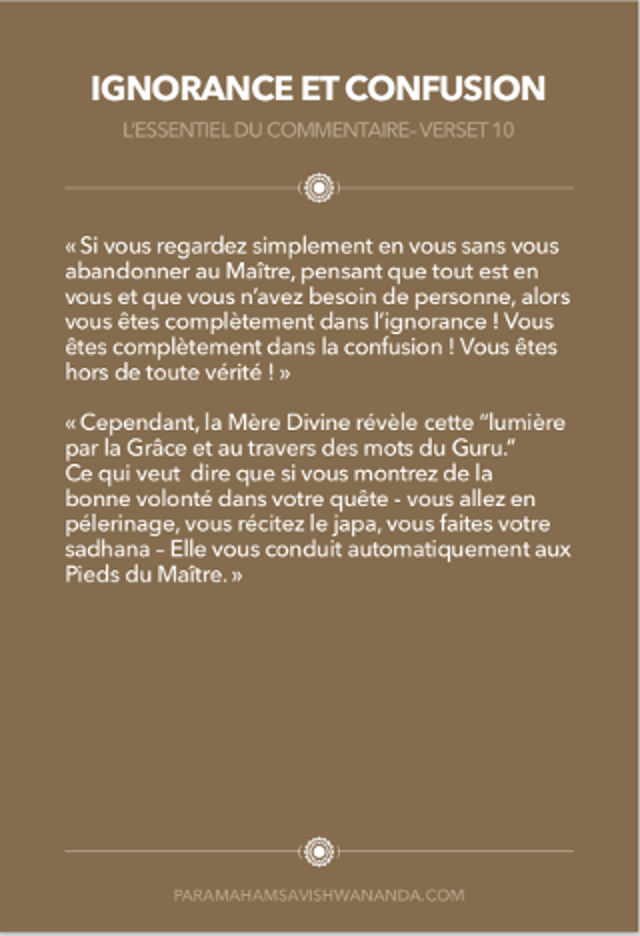 IGNORANCE ET CONFUSION
L'ESSENTIEL DU COMMENTAIRE- VERSET 10
« Si vous regardez simplement en vous sans vous
abandonner au Maître, pensant que tout est en
vous et que vous n'avez besoin de personne, alors
vous êtes complètement dans l'ignorance ! Vous
êtes complètement dans la confusion ! Vous êtes
hors de toute vérité ! »
« Cependant, la Mère Divine révèle cette "lumière
par la Grâce et au travers des mots du Guru."
Ce qui veut  dire que si vous montrez de la
bonne volonté dans votre quête - vous allez en
pélerinage, vous récitez le japa, vous faites votre
sadhana – Elle vous conduit automatiquement aux
Pieds du Maître. »
PARAMAHAMSAVISHWANANDA.COM